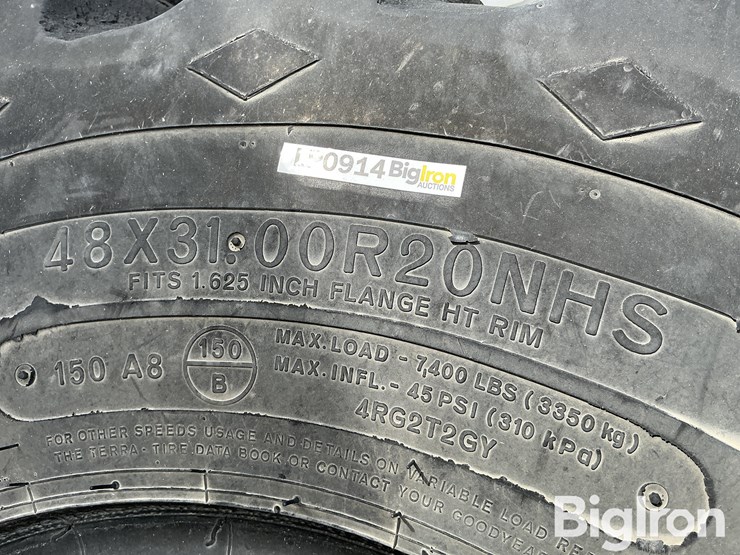 0914 BigIron
AUCTIONS
48X31.00R20NHS
FITS 1.625 INCH FLANGE HT RIM
150 A8
150
B
MAX. LOAD - 7,400 LBS (3350 kg)
MAX. INFL. - 45 PSI (310 kPa)
4RG2T2GY
FOR OTHER SPEEDS USAGE AND DETAILS ON VARIABLE LOAD
THE TERRA-TIRE DATA BOOK OR CONTACT YOUR GOODYEAR
BigIron